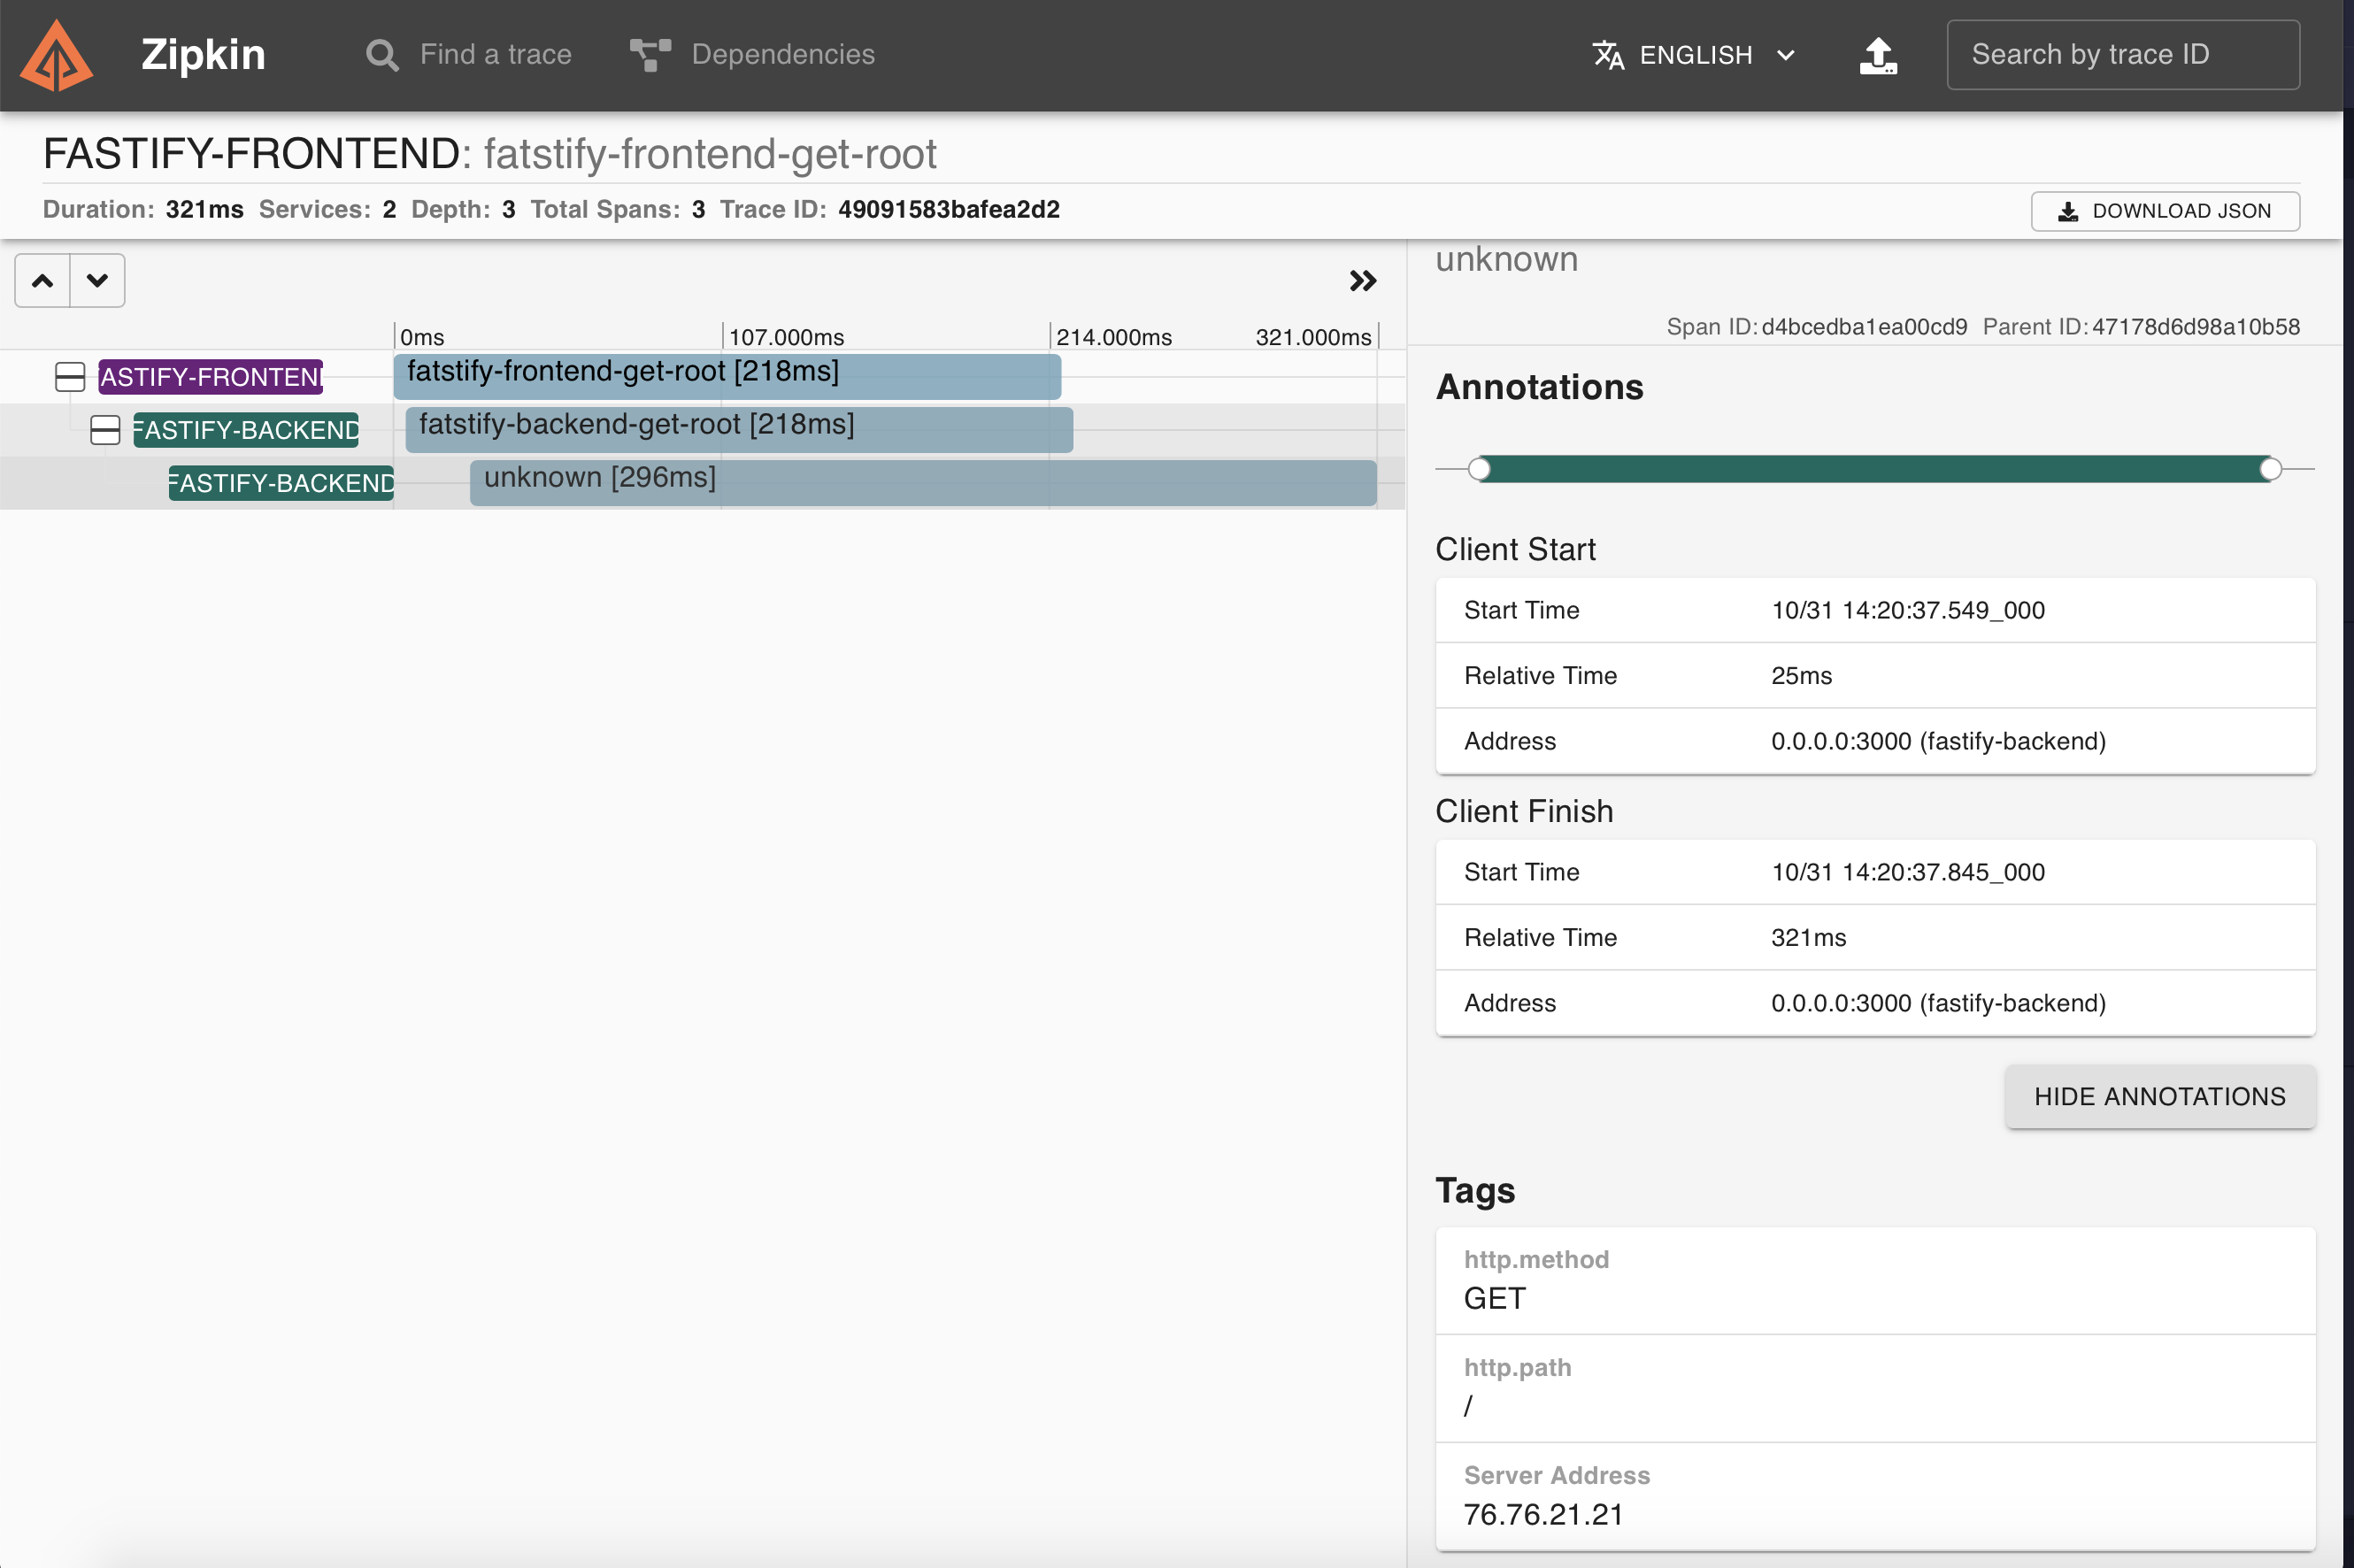 Zipkin
Find a trace
Dependencies
ENGLISH
Search by trace ID
FASTIFY-FRONTEND: fatstify-frontend-get-root
Duration: 321ms Services: 2 Depth: 3 Total Spans: 3 Trace ID: 49091583bafea2d2
DOWNLOAD JSON
0ms 107.000ms 214.000ms 321.000ms
ASTIFY-FRONTEN fatstify-frontend-get-root [218ms]
FASTIFY-BACKEND fatstify-backend-get-root [218ms]
FASTIFY-BACKEND unknown [296ms]
unknown
Span ID: d4bcedba1ea00cd9 Parent ID: 47178d6d98a10b58
Annotations
Client Start
Start Time 10/31 14:20:37.549_000
Relative Time 25ms
Address 0.0.0.0:3000 (fastify-backend)
Client Finish
Start Time 10/31 14:20:37.845_000
Relative Time 321ms
Address 0.0.0.0:3000 (fastify-backend)
HIDE ANNOTATIONS
Tags
http.method
GET
http.path
/
Server Address
76.76.21.21